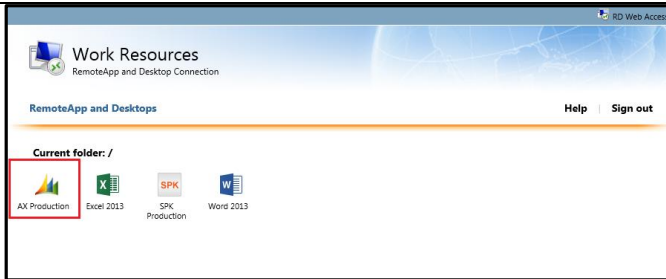 RD Web Access
Work Resources
RemoteApp and Desktop Connection
RemoteApp and Desktops
Help | Sign out
Current folder: /
SPK
AX Production
Excel 2013
SPK
Production
Word 2013